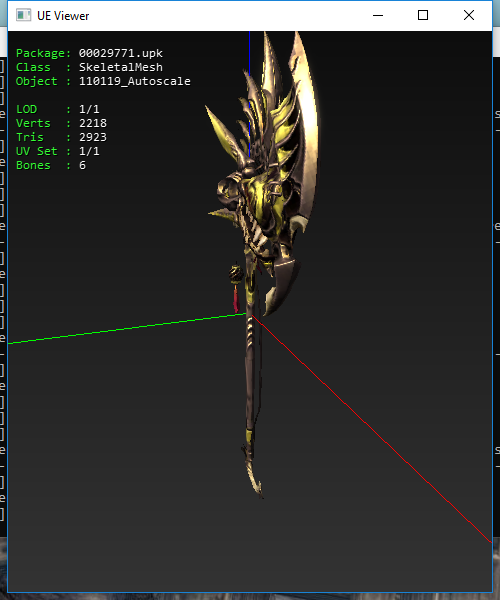 UE Viewer
Package: 00029771.upk
Class  : SkeletalMesh
Object : 110119_Autoscale
LOD    : 1/1
Verts  : 2218
Tris   : 2923
UV Set : 1/1
Bones  : 6